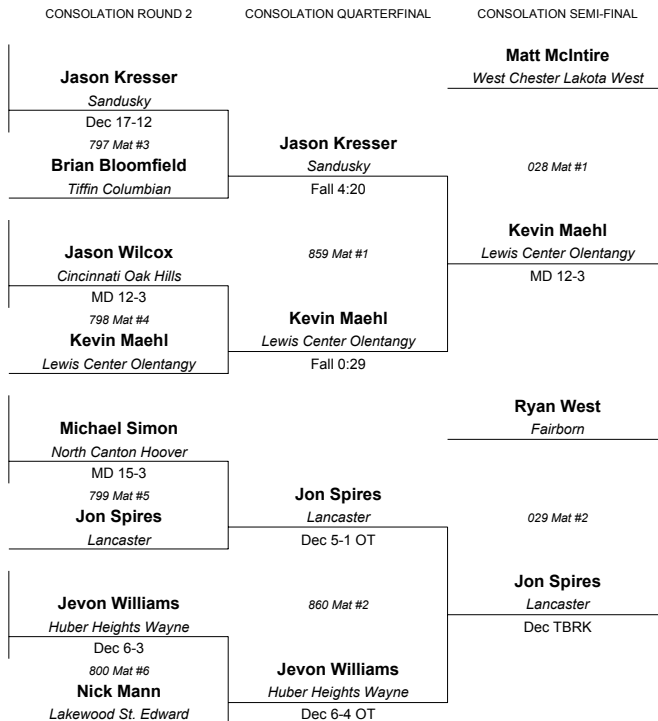 CONSOLATION ROUND 2
Jason Kresser
Sandusky
Dec 17-12
797 Mat #3
Brian Bloomfield
Tiffin Columbian
Jason Wilcox
Cincinnati Oak Hills
MD 12-3
798 Mat #4
Kevin Maehl
Lewis Center Olentangy
Michael Simon
North Canton Hoover
MD 15-3
799 Mat #5
Jon Spires
Lancaster
Jevon Williams
Huber Heights Wayne
Dec 6-3
800 Mat #6
Nick Mann
Lakewood St. Edward
CONSOLATION QUARTERFINAL
Jason Kresser
Sandusky
Fall 4:20
859 Mat #1
Kevin Maehl
Lewis Center Olentangy
Fall 0:29
Jon Spires
Lancaster
Dec 5-1 OT
860 Mat #2
Jevon Williams
Huber Heights Wayne
Dec 6-4 OT
CONSOLATION SEMI-FINAL
Matt McIntire
West Chester Lakota West
028 Mat #1
Kevin Maehl
Lewis Center Olentangy
MD 12-3
Ryan West
Fairborn
029 Mat #2
Jon Spires
Lancaster
Dec TBRK